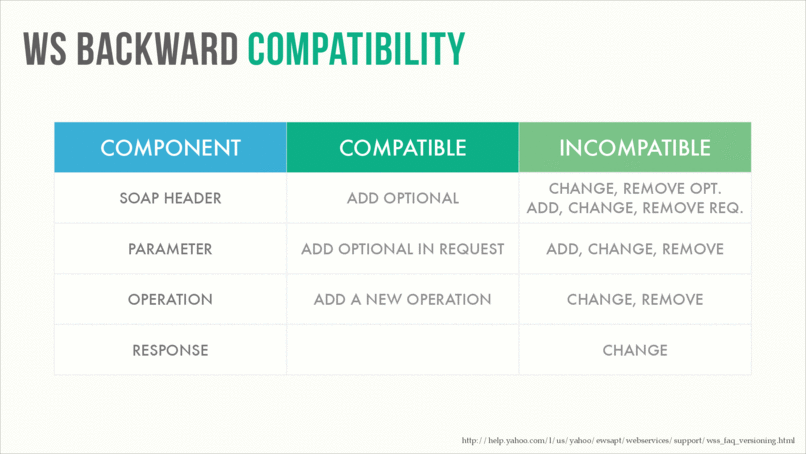 WS BACKWARD COMPATIBILITY
COMPONENT COMPATIBLE INCOMPATIBLE
SOAP HEADER ADD OPTIONAL CHANGE, REMOVE OPT.
ADD, CHANGE, REMOVE REQ.
PARAMETER ADD OPTIONAL IN REQUEST ADD, CHANGE, REMOVE
OPERATION ADD A NEW OPERATION CHANGE, REMOVE
RESPONSE CHANGE
http://help.yahoo.com/l/us/yahoo/ewsapt/webservices/support/wss_faq_versioning.html